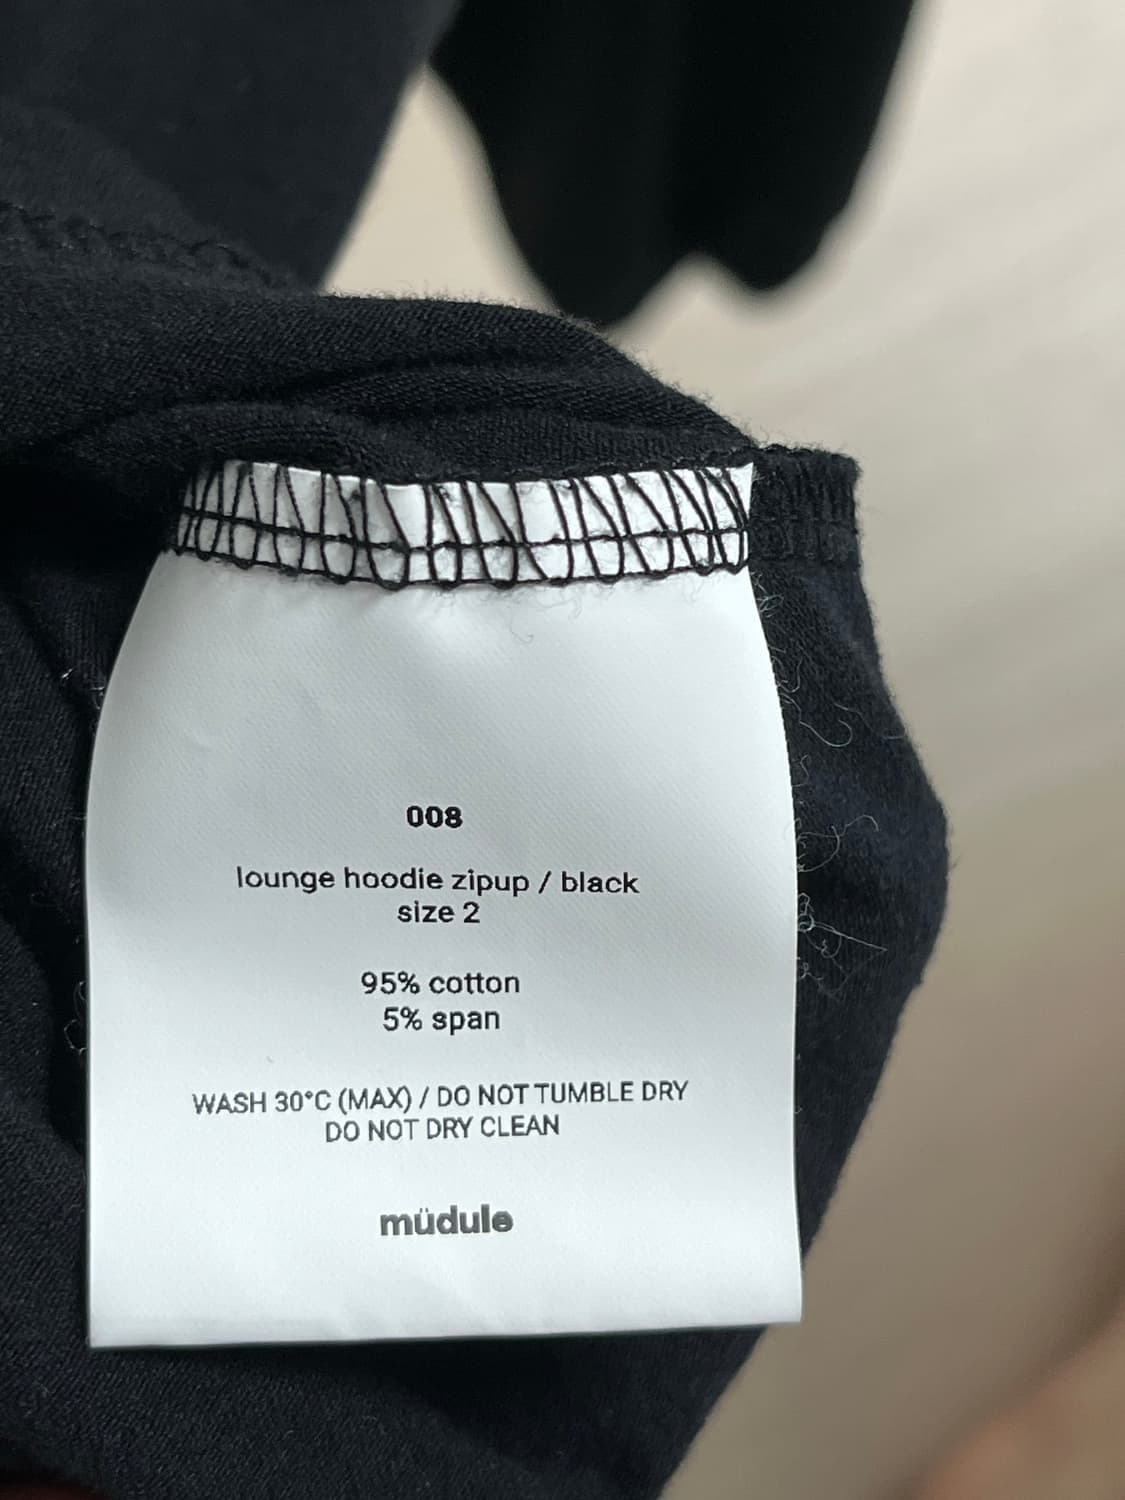 008
lounge hoodie zipup / black
size 2
95% cotton
5% span
WASH 30°C (MAX) / DO NOT TUMBLE DRY
DO NOT DRY CLEAN
müdule